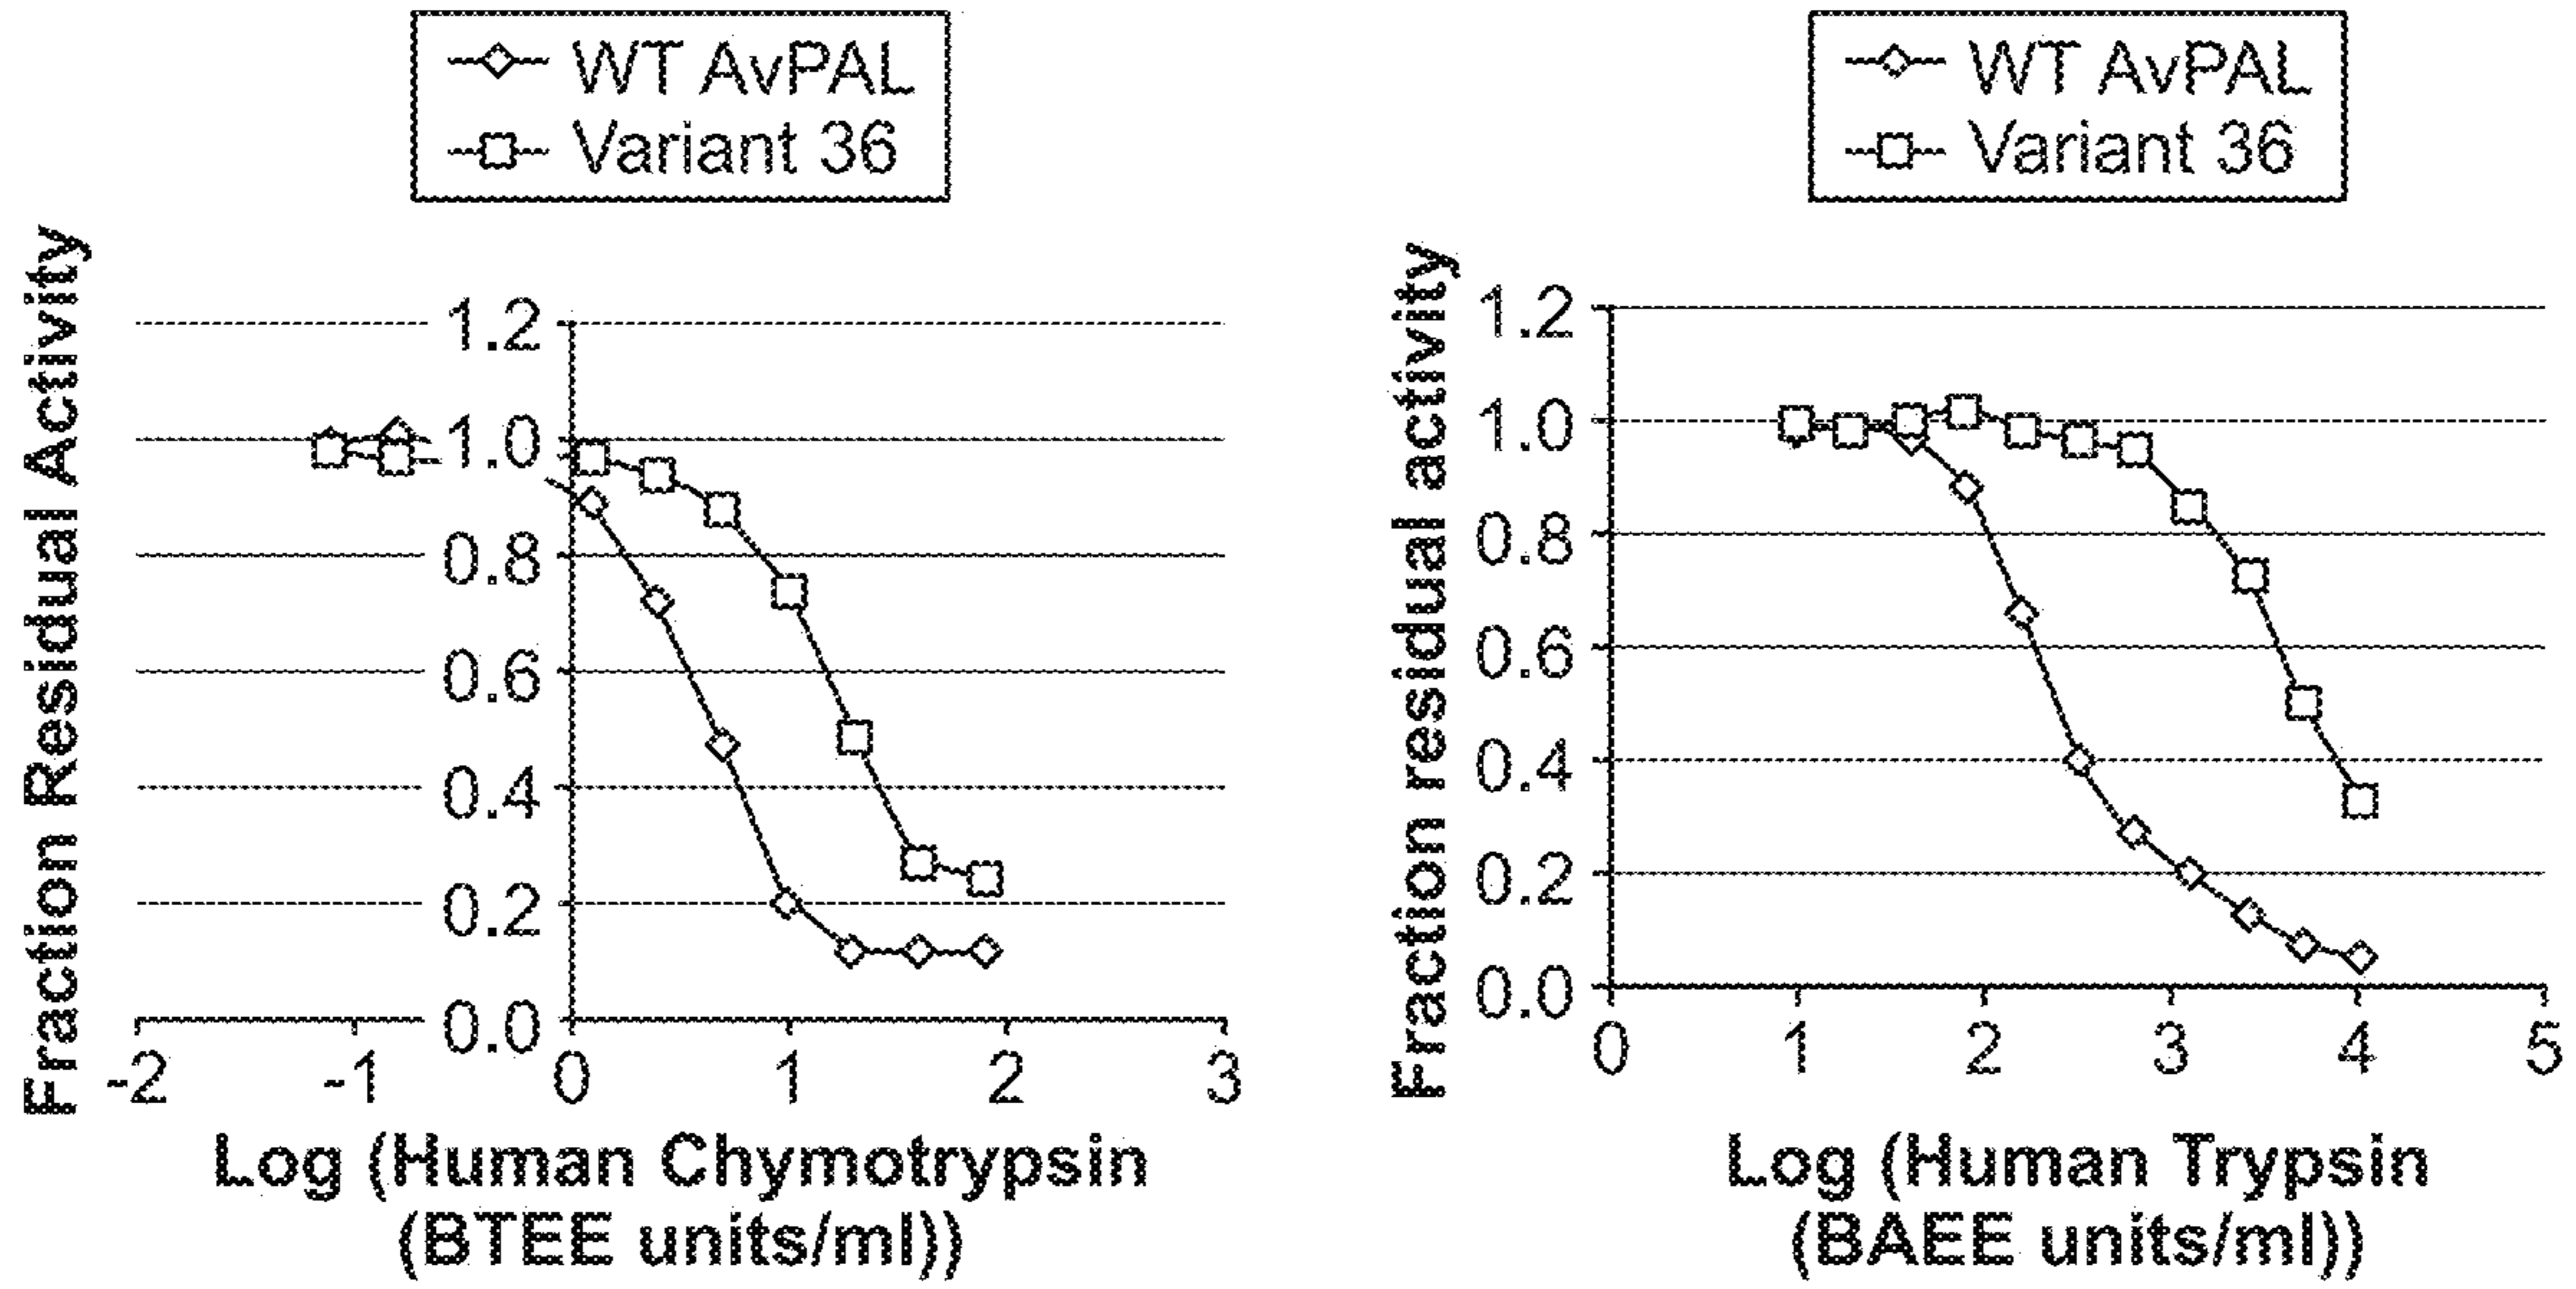 WT AvPAL
Variant 36
Fraction Residual Activity
1.2
1.0
0.8
0.6
0.4
0.2
0.0
-2 -1 0 1 2 3
Log (Human Chymotrypsin
(BTEE units/ml))
WT AvPAL
Variant 36
Fraction residual activity
1.2
1.0
0.8
0.6
0.4
0.2
0.0
0 1 2 3 4 5
Log (Human Trypsin
(BAEE units/ml))